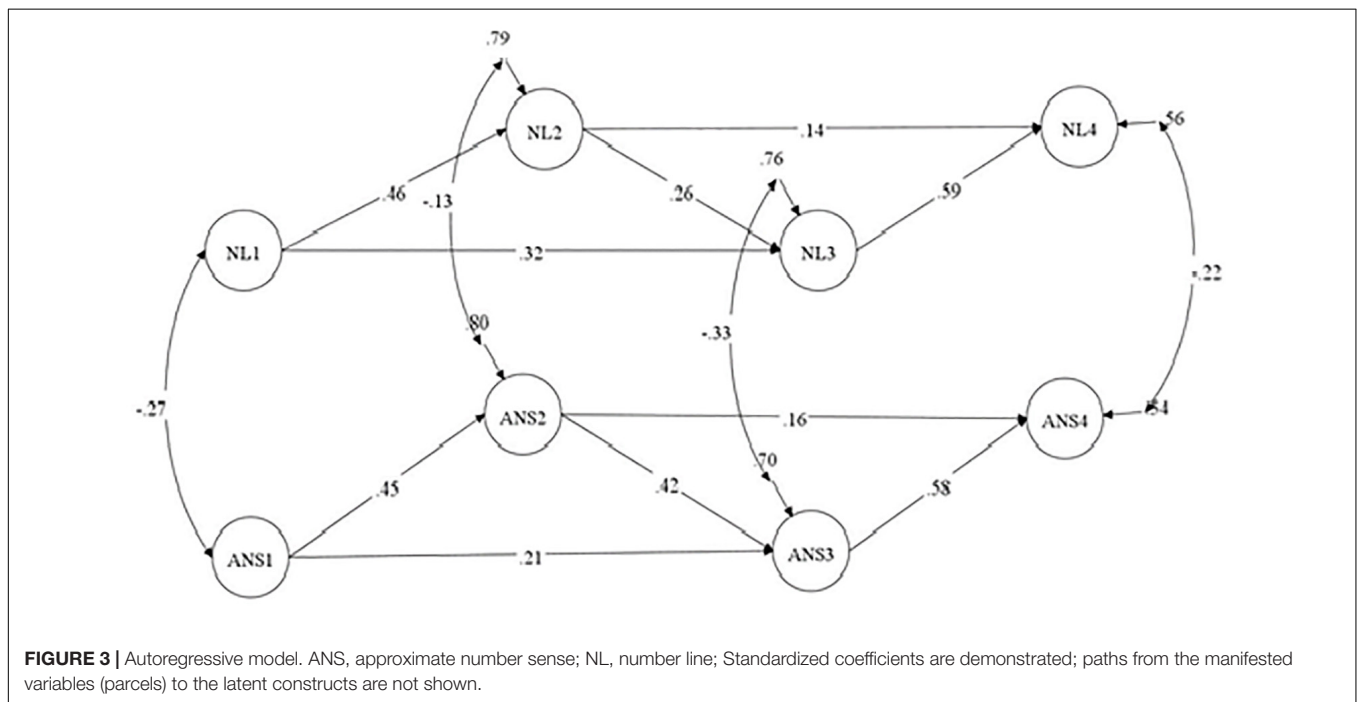 .79
NL2
.14
NL4
.56
.76
.46
-.13
.26
.59
NL1
.32
NL3
-.22
.80
-.33
-.27
ANS2
.16
ANS4
.54
.70
.45
.42
.58
ANS1
.21
ANS3
FIGURE 3 | Autoregressive model. ANS, approximate number sense; NL, number line; Standardized coefficients are demonstrated; paths from the manifested
variables (parcels) to the latent constructs are not shown.